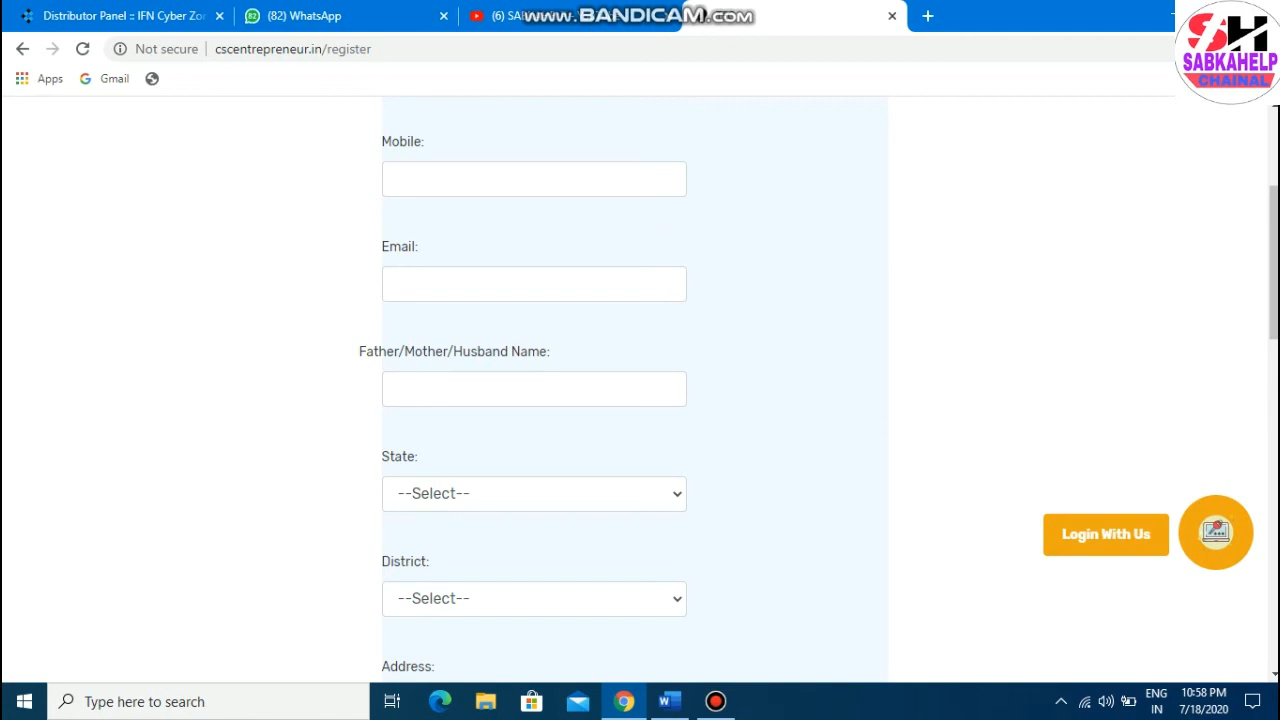 Distributor Panel :: IFN Cyber Zor
(82) WhatsApp
(6) SA
www.BANDICAM.COM
Not secure
cscentrepreneur.in/register
Apps
Gmail
SH
SABKAHELP
CHAINAL
Mobile:
Email:
Father/Mother/Husband Name:
State:
--Select--
District:
--Select--
Login With Us
Address:
Type here to search
ENG
IN
10:58 PM
7/18/2020